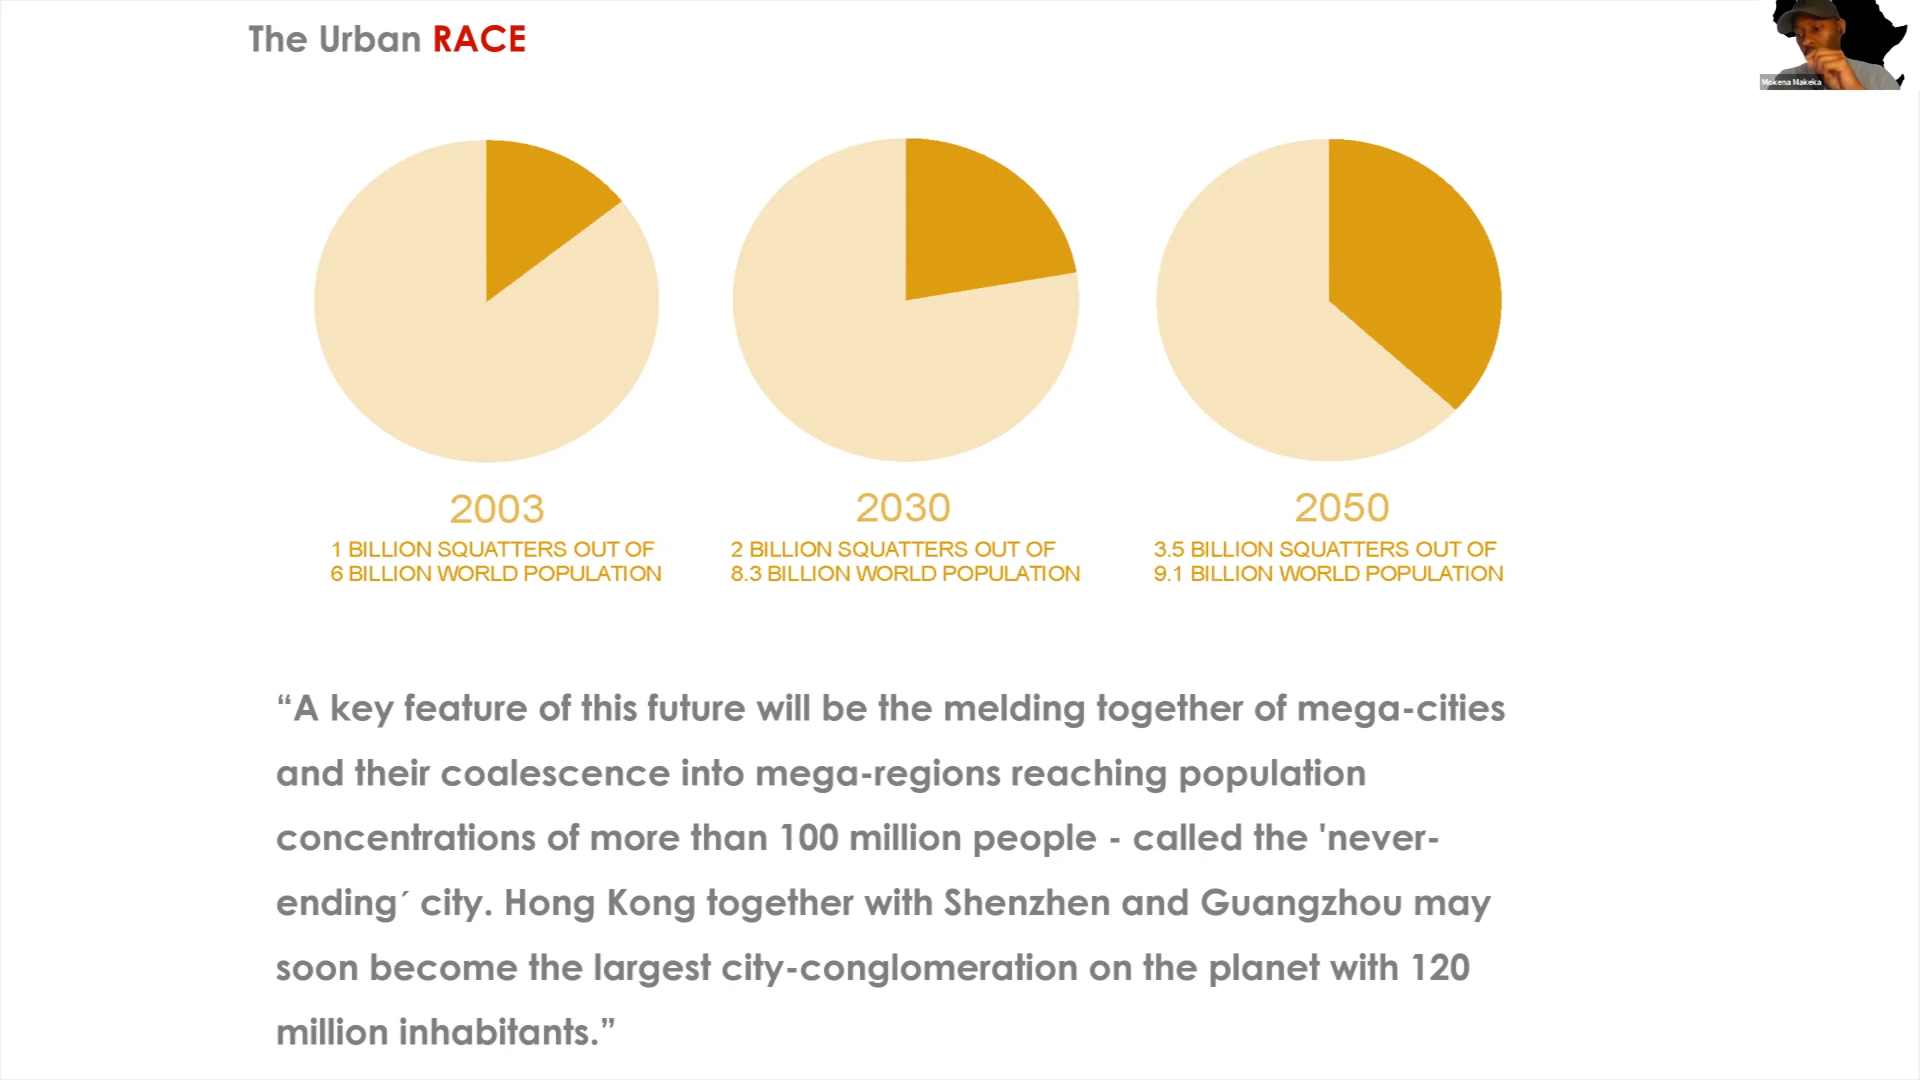 The Urban RACE
Mokena Makeka
2003
1 BILLION SQUATTERS OUT OF
6 BILLION WORLD POPULATION
2030
2 BILLION SQUATTERS OUT OF
8.3 BILLION WORLD POPULATION
2050
3.5 BILLION SQUATTERS OUT OF
9.1 BILLION WORLD POPULATION
“A key feature of this future will be the melding together of mega-cities
and their coalescence into mega-regions reaching population
concentrations of more than 100 million people - called the 'never-
ending´ city. Hong Kong together with Shenzhen and Guangzhou may
soon become the largest city-conglomeration on the planet with 120
million inhabitants.”